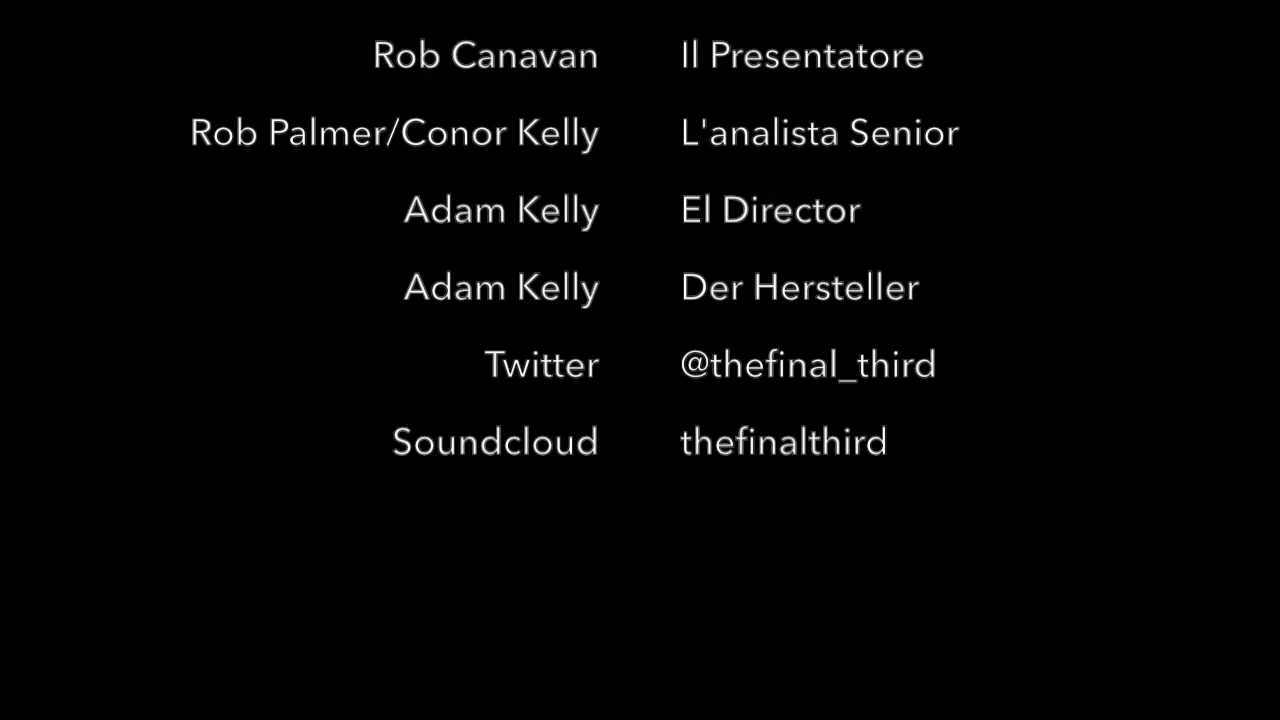 Rob Canavan Il Presentatore
Rob Palmer/Conor Kelly L'analista Senior
Adam Kelly El Director
Adam Kelly Der Hersteller
Twitter @thefinal_third
Soundcloud thefinalthird